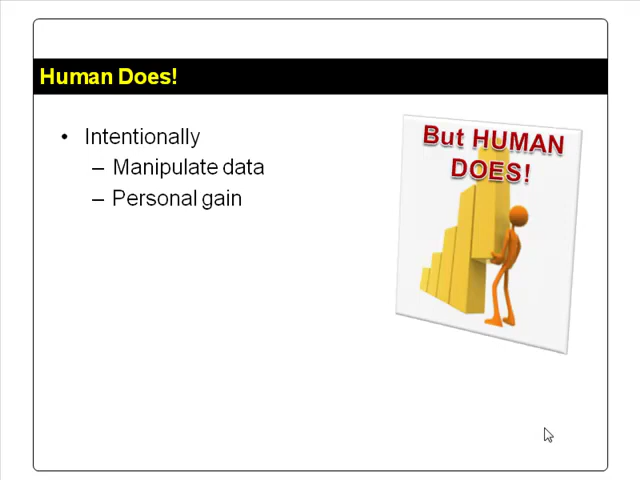 Human Does!
• Intentionally
– Manipulate data
– Personal gain
But HUMAN
DOES!